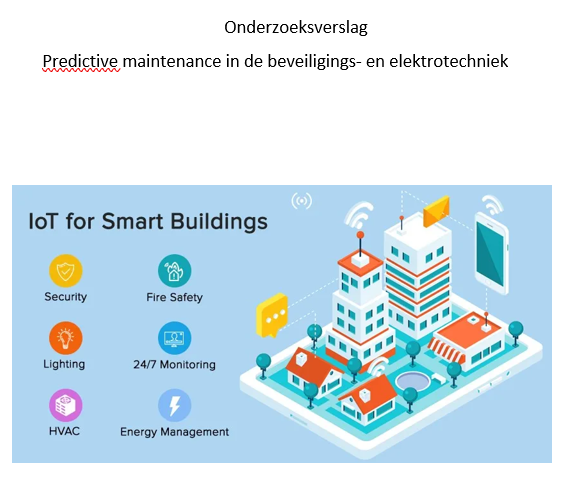 Onderzoeksverslag
Predictive maintenance in de beveiligings- en elektrotechniek
IoT for Smart Buildings
Security
Fire Safety
Lighting
24/7 Monitoring
HVAC
Energy Management